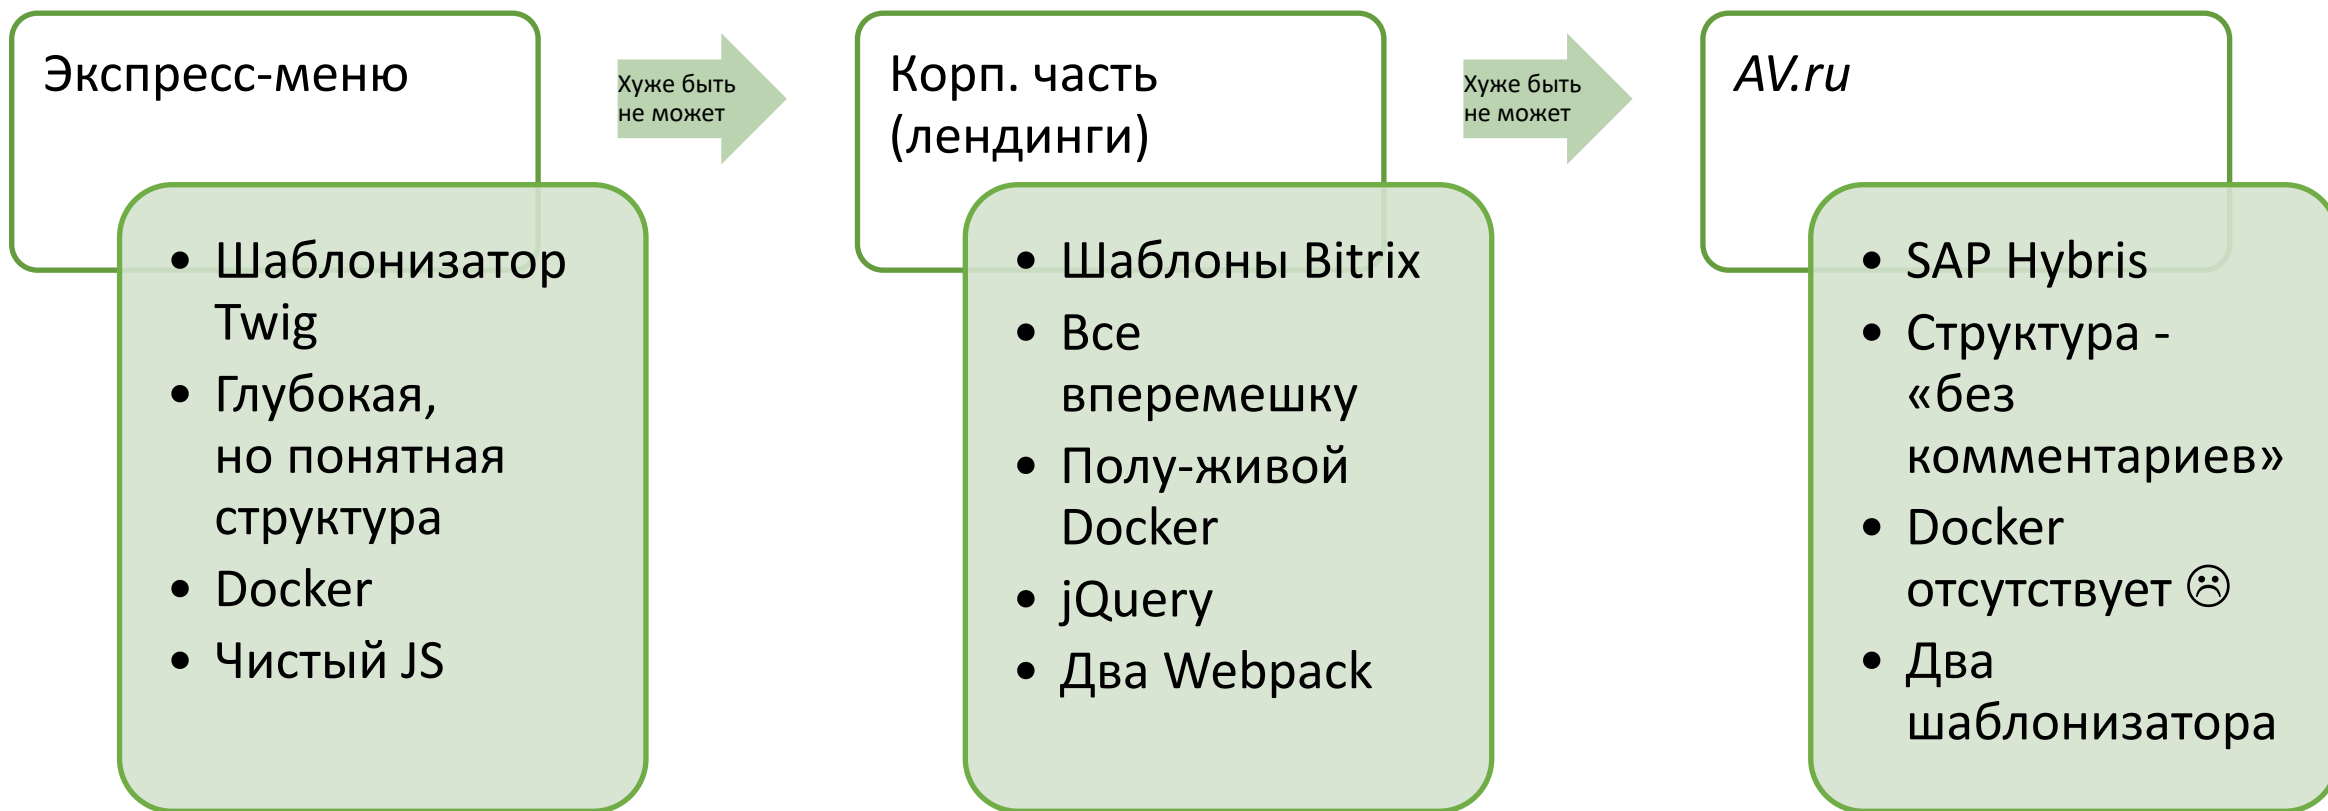 Экспресс-меню
• Шаблонизатор
Twig
• Глубокая,
но понятная
структура
• Docker
• Чистый JS
Хуже быть
не может
Корп. часть
(лендинги)
• Шаблоны Bitrix
• Все
вперемешку
• Полу-живой
Docker
• jQuery
• Два Webpack
Хуже быть
не может
AV.ru
• SAP Hybris
• Структура -
«без
комментариев»
• Docker
отсутствует ☹
• Два
шаблонизатора